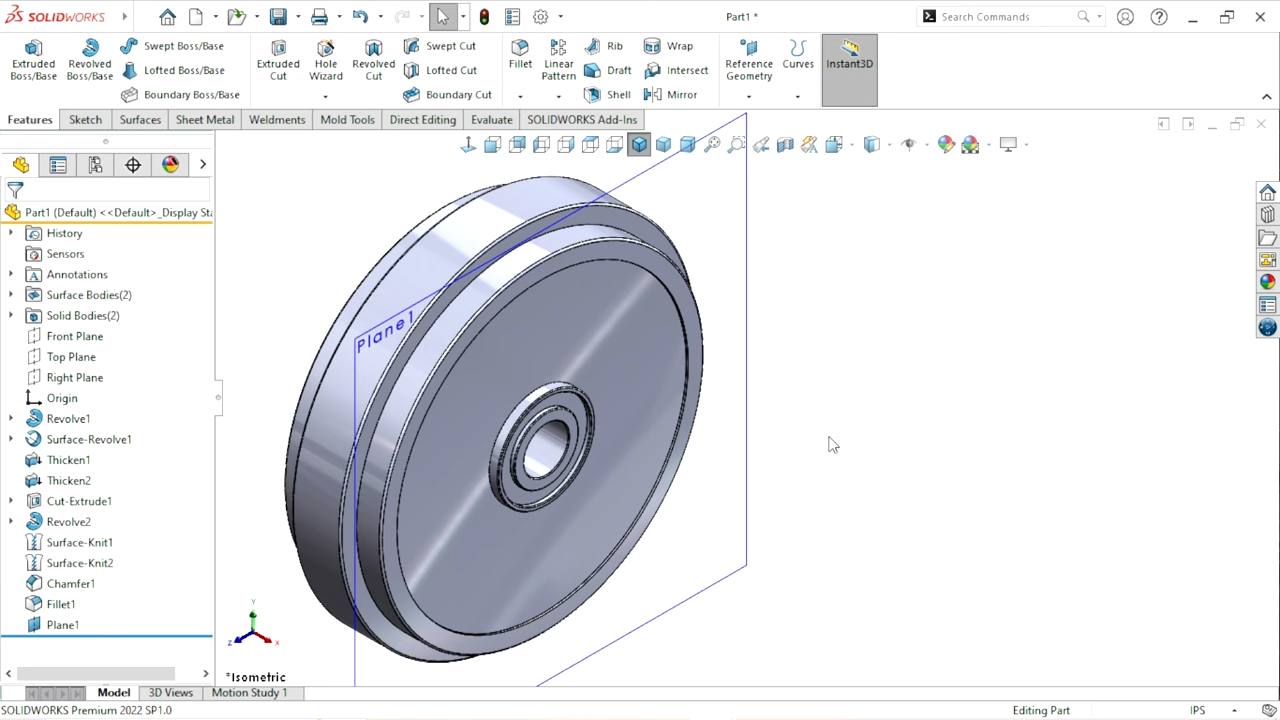 SOLIDWORKS
Part1 *
Search Commands
Extruded Boss/Base
Revolved Boss/Base
Swept Boss/Base
Lofted Boss/Base
Boundary Boss/Base
Extruded Cut
Hole Wizard
Revolved Cut
Swept Cut
Lofted Cut
Boundary Cut
Fillet
Linear Pattern
Rib
Draft
Shell
Wrap
Intersect
Mirror
Reference Geometry
Curves
Instant3D
Features
Sketch
Surfaces
Sheet Metal
Weldments
Mold Tools
Direct Editing
Evaluate
SOLIDWORKS Add-Ins
Part1 (Default) <<Default>_Display Sta
History
Sensors
Annotations
Surface Bodies(2)
Solid Bodies(2)
Front Plane
Top Plane
Right Plane
Origin
Revolve1
Surface-Revolve1
Thicken1
Thicken2
Cut-Extrude1
Revolve2
Surface-Knit1
Surface-Knit2
Chamfer1
Fillet1
Plane1
Plane1
Y
Z
X
*Isometric
Model
3D Views
Motion Study 1
SOLIDWORKS Premium 2022 SP1.0
Editing Part
IPS